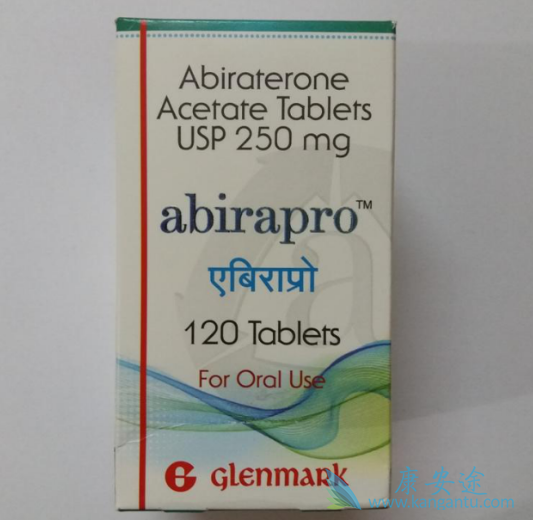 Abiraterone
Acetate Tablets
USP 250 mg
abirapro™
एबिराप्रो
120 Tablets
For Oral Use
G glenmark
康安途
www.kangantu.com